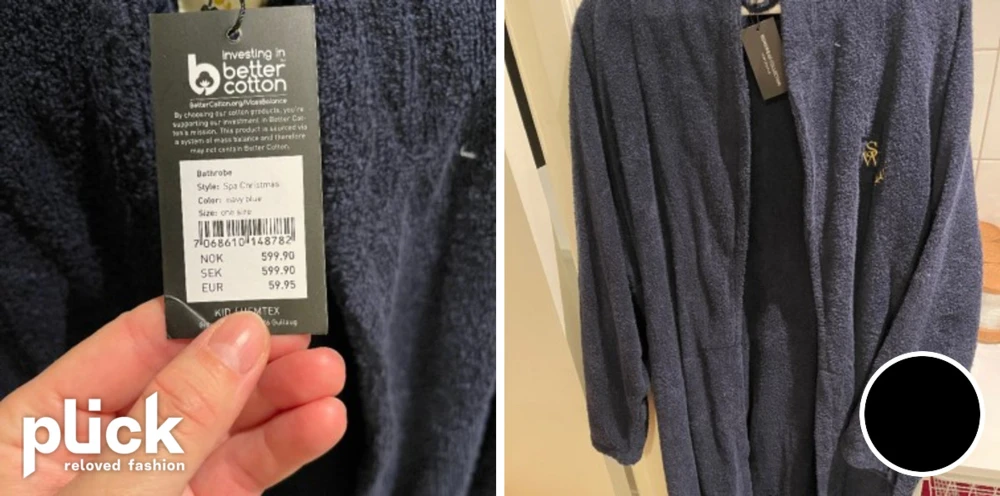 investing in
better
cotton
BetterCotton.org/MassBalance
By choosing our cotton products, you're
supporting our investment in Better Cot-
ton's mission. This product is sourced via
a system of mass balance and therefore
may not contain Better Cotton.
Bathrobe
Style: Spa Christmas
Color: navy blue
Size: one size
7 068610 148782
NOK 599.90
SEK 599.90
EUR 59.95
KID / HEMTEX
plick
reloved fashion